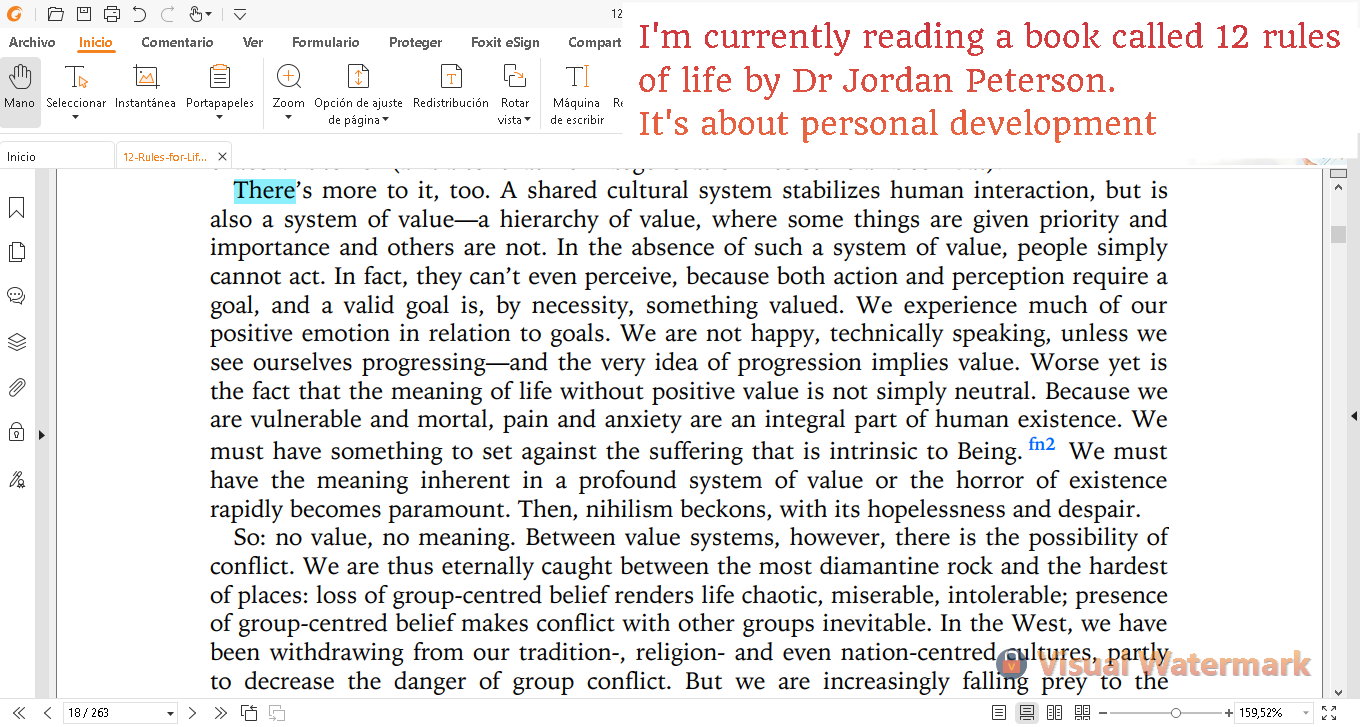 12
I'm currently reading a book called 12 rules
of life by Dr Jordan Peterson.
It's about personal development
Archivo Inicio Comentario Ver Formulario Proteger Foxit eSign Compart
Mano Seleccionar Instantánea Portapapeles Zoom Opción de ajuste de página Redistribución Rotar vista Máquina de escribir Re
Inicio 12-Rules-for-Lif...
There's more to it, too. A shared cultural system stabilizes human interaction, but is
also a system of value—a hierarchy of value, where some things are given priority and
importance and others are not. In the absence of such a system of value, people simply
cannot act. In fact, they can't even perceive, because both action and perception require a
goal, and a valid goal is, by necessity, something valued. We experience much of our
positive emotion in relation to goals. We are not happy, technically speaking, unless we
see ourselves progressing—and the very idea of progression implies value. Worse yet is
the fact that the meaning of life without positive value is not simply neutral. Because we
are vulnerable and mortal, pain and anxiety are an integral part of human existence. We
must have something to set against the suffering that is intrinsic to Being. fn2 We must
have the meaning inherent in a profound system of value or the horror of existence
rapidly becomes paramount. Then, nihilism beckons, with its hopelessness and despair.
So: no value, no meaning. Between value systems, however, there is the possibility of
conflict. We are thus eternally caught between the most diamantine rock and the hardest
of places: loss of group-centred belief renders life chaotic, miserable, intolerable; presence
of group-centred belief makes conflict with other groups inevitable. In the West, we have
been withdrawing from our tradition-, religion- and even nation-centred cultures, partly
to decrease the danger of group conflict. But we are increasingly falling prey to the
Visual Watermark
18 / 263 159,52%